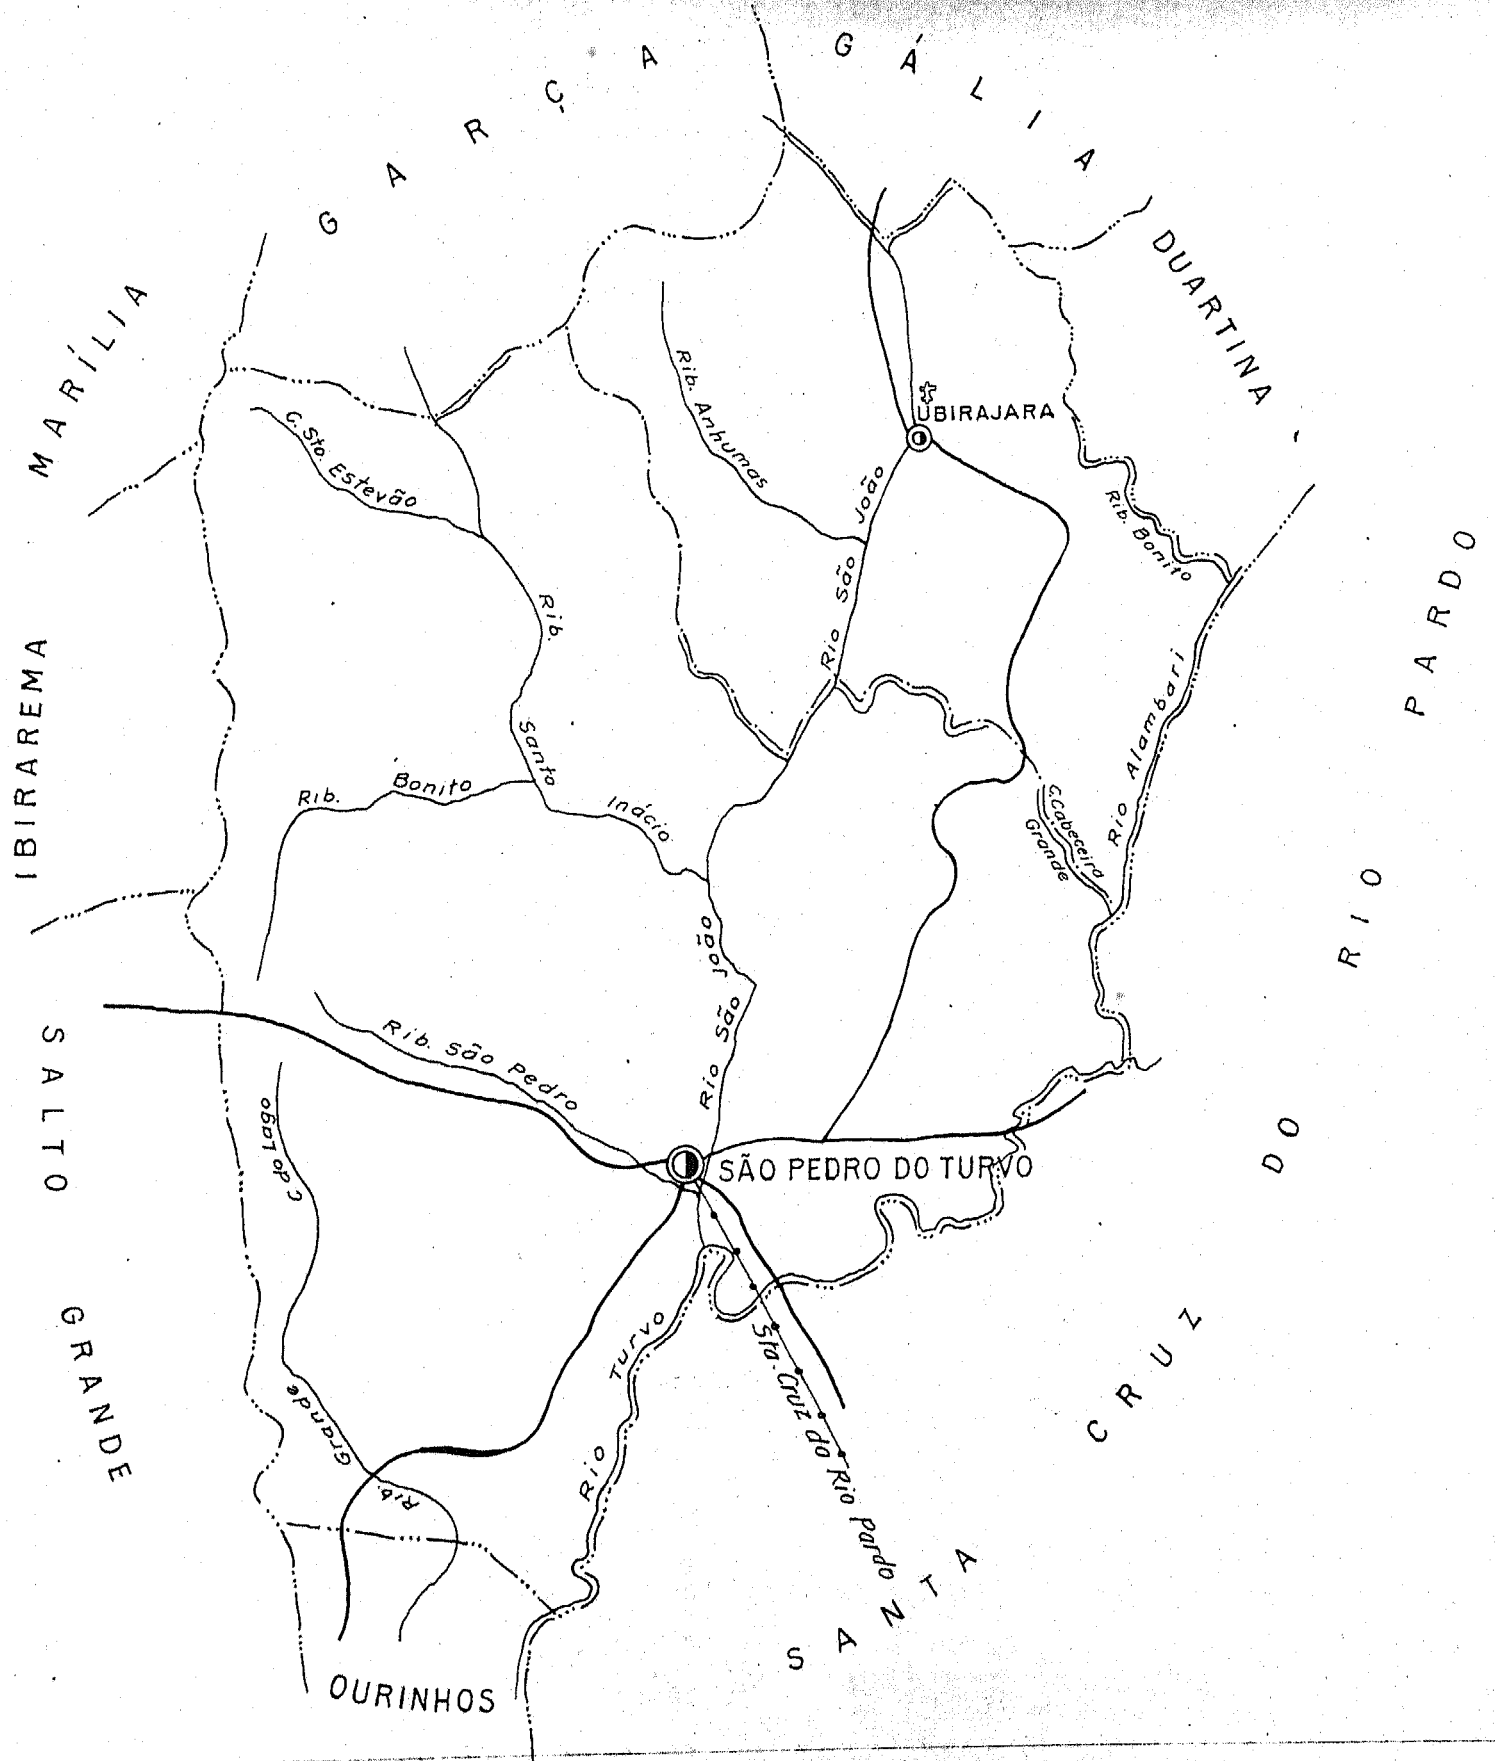 GARÇA
GÁLIA
MARÍLIA
DUARTINA
Rib. Anhumas
UBIRAJARA
C. Sto. Estevão
Rio São João
Rib. Bonito
Rib. Santo Inácio
IBIRAREMA
Rio Alambari
Rib. Bonito
C. Cabeceira
Grande
Rio São João
SALTO GRANDE
Rib. São Pedro
C. do Lago
SÃO PEDRO DO TURVO
Rio Turvo
Sta. Cruz do Rio Pardo
Rib. Grande
SANTA CRUZ DO RIO PARDO
OURINHOS